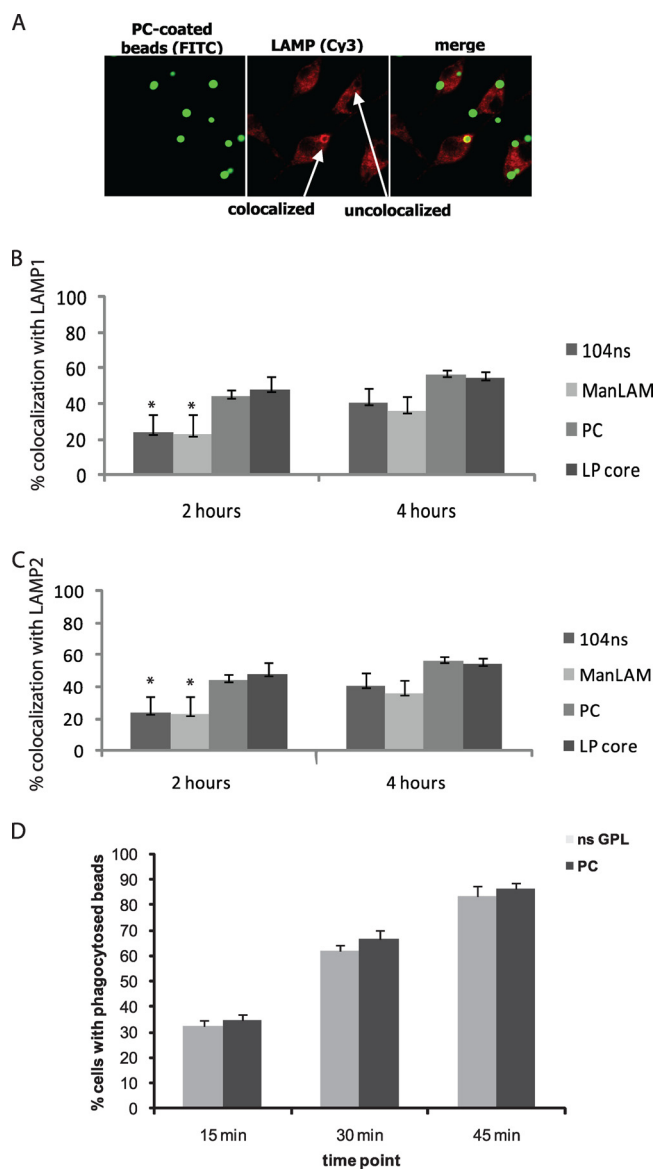 A
PC-coated beads (FITC)
LAMP (Cy3)
merge
colocalized
uncolocalized
B
% colocalization with LAMP1
100
80
60
40
20
0
* *
2 hours
4 hours
104ns
ManLAM
PC
LP core
C
% colocalization with LAMP2
100
80
60
40
20
0
* *
2 hours
4 hours
104ns
ManLAM
PC
LP core
D
% cells with phagocytosed beads
100
90
80
70
60
50
40
30
20
10
0
15 min
30 min
45 min
time point
ns GPL
PC